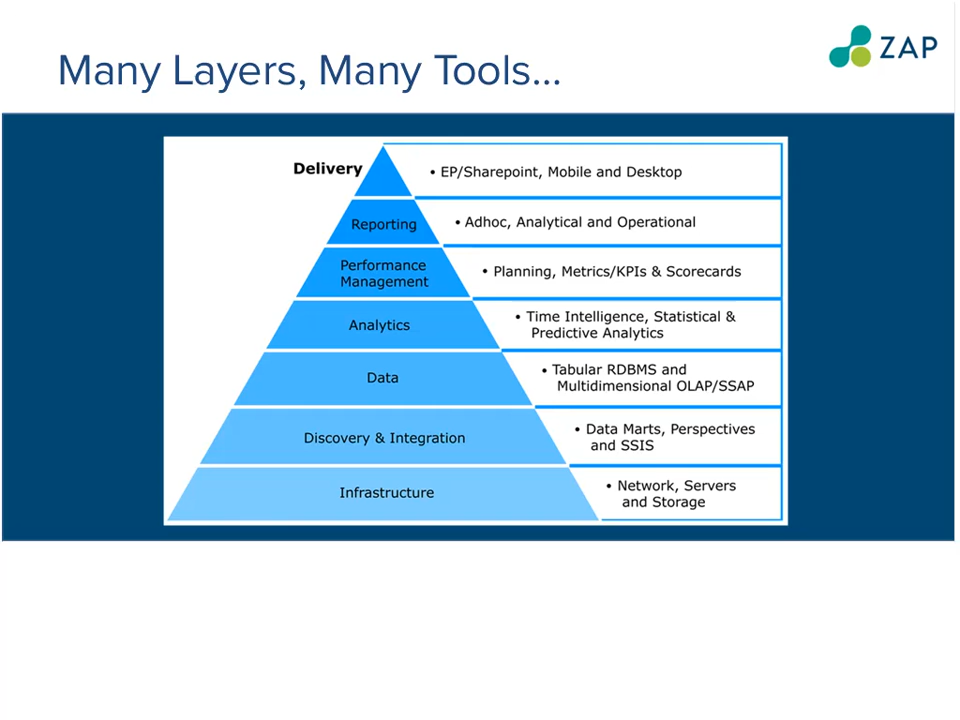 Many Layers, Many Tools...
ZAP
Delivery
• EP/Sharepoint, Mobile and Desktop
Reporting
• Adhoc, Analytical and Operational
Performance
Management
• Planning, Metrics/KPIs & Scorecards
Analytics
• Time Intelligence, Statistical &
Predictive Analytics
Data
• Tabular RDBMS and
Multidimensional OLAP/SSAP
Discovery & Integration
• Data Marts, Perspectives
and SSIS
Infrastructure
• Network, Servers
and Storage